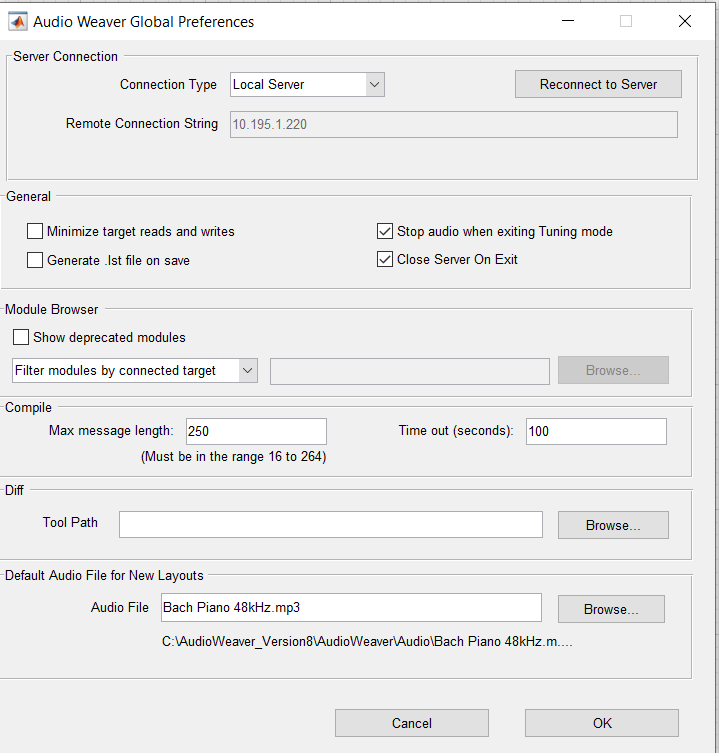 Audio Weaver Global Preferences
Server Connection
Connection Type Local Server Reconnect to Server
Remote Connection String 10.195.1.220
General
Minimize target reads and writes Stop audio when exiting Tuning mode
Generate .lst file on save Close Server On Exit
Module Browser
Show deprecated modules
Filter modules by connected target Browse...
Compile
Max message length: 250 Time out (seconds): 100
(Must be in the range 16 to 264)
Diff
Tool Path Browse...
Default Audio File for New Layouts
Audio File Bach Piano 48kHz.mp3 Browse...
C:\AudioWeaver_Version8\AudioWeaver\Audio\Bach Piano 48kHz.m....
Cancel OK